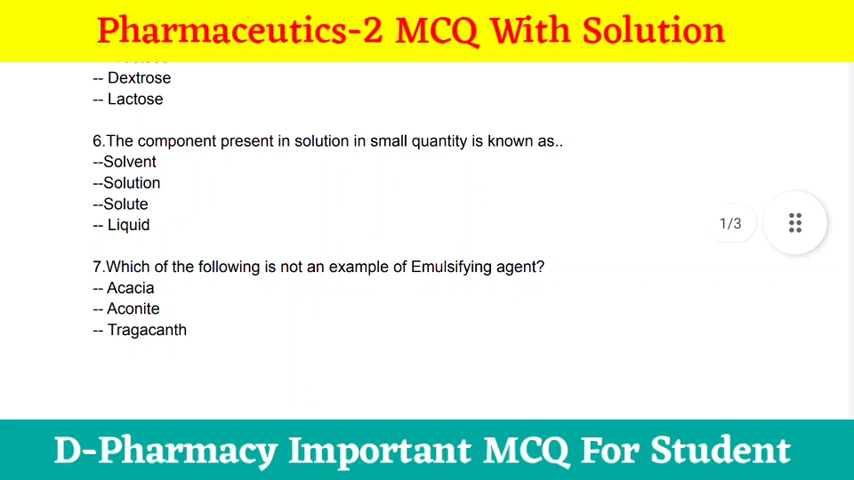 Pharmaceutics-2 MCQ With Solution
-- Dextrose
-- Lactose
6.The component present in solution in small quantity is known as..
--Solvent
--Solution
--Solute
-- Liquid
1/3
7.Which of the following is not an example of Emulsifying agent?
-- Acacia
-- Aconite
-- Tragacanth
D-Pharmacy Important MCQ For Student